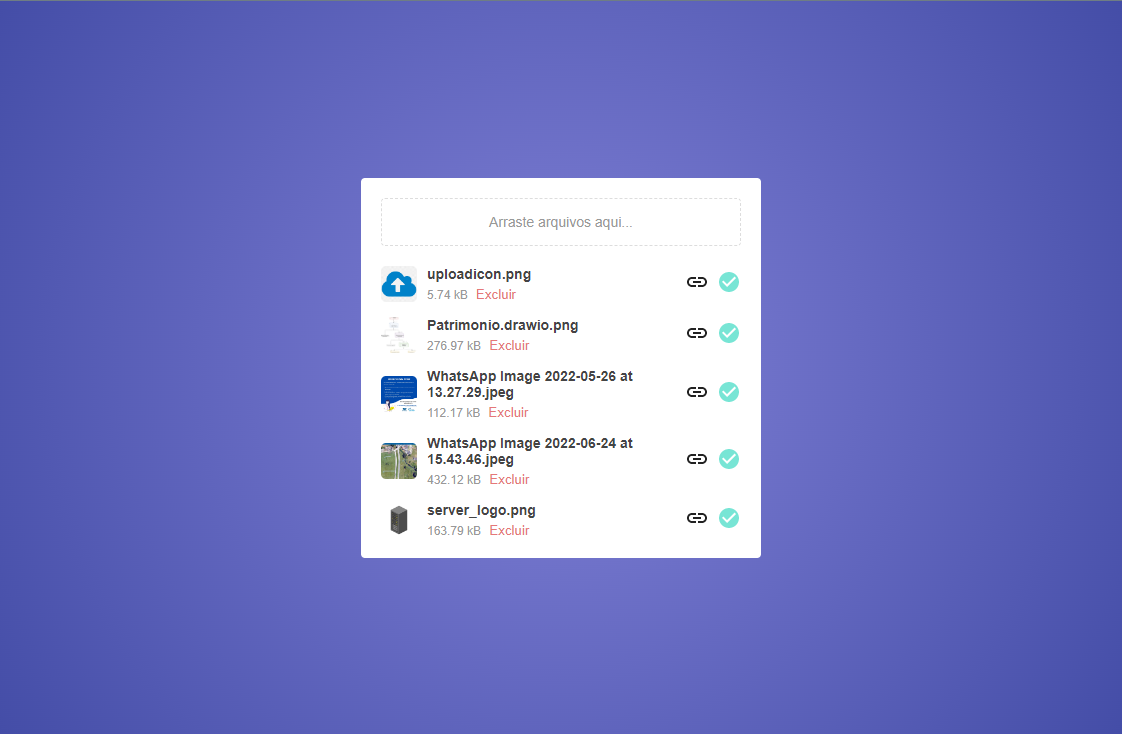 Arraste arquivos aqui...
uploadicon.png
5.74 kB Excluir
Patrimonio.drawio.png
276.97 kB Excluir
WhatsApp Image 2022-05-26 at
13.27.29.jpeg
112.17 kB Excluir
WhatsApp Image 2022-06-24 at
15.43.46.jpeg
432.12 kB Excluir
server_logo.png
163.79 kB Excluir